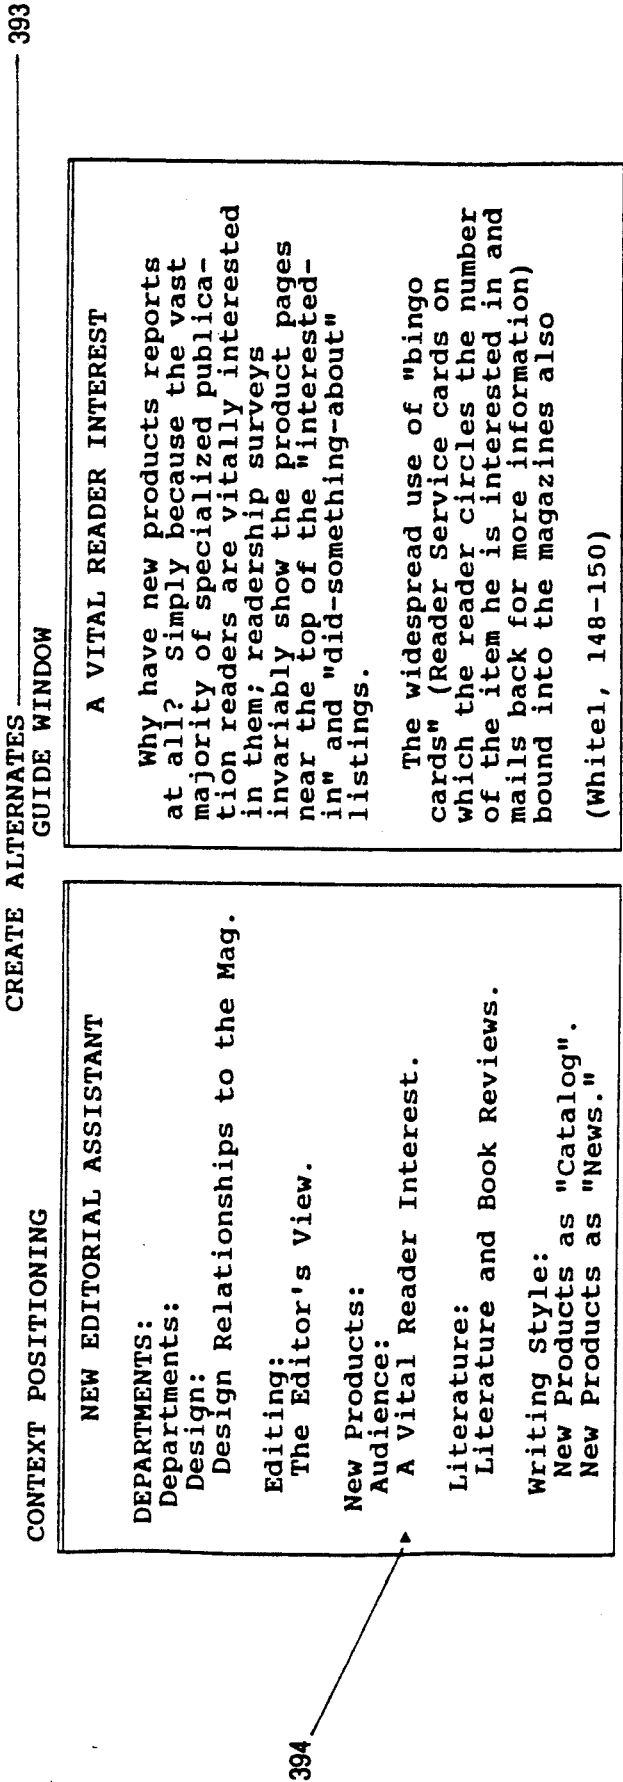 CREATE ALTERNATES 393
CONTEXT POSITIONING
GUIDE WINDOW
NEW EDITORIAL ASSISTANT
DEPARTMENTS:
Departments:
Design:
Design Relationships to the Mag.
Editing:
The Editor's View.
New Products:
Audience:
A Vital Reader Interest.
Literature:
Literature and Book Reviews.
Writing Style:
New Products as "Catalog".
New Products as "News."
394
A VITAL READER INTEREST
Why have new products reports
at all? Simply because the vast
majority of specialized publica-
tion readers are vitally interested
in them; readership surveys
invariably show the product pages
near the top of the "interested-
in" and "did-something-about"
listings.
The widespread use of "bingo
cards" (Reader Service cards on
which the reader circles the number
of the item he is interested in and
mails back for more information)
bound into the magazines also
(Whitel, 148-150)